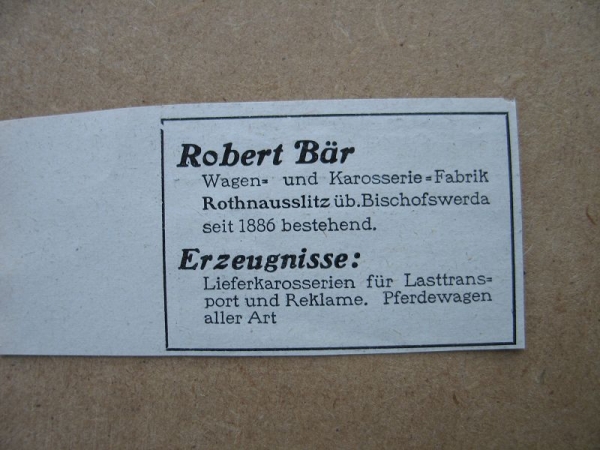 Robert Bär
Wagen= und Karosserie=Fabrik
Rothnausslitz üb.Bischofswerda
seit 1886 bestehend.
Erzeugnisse:
Lieferkarosserien für Lasttrans=
port und Reklame. Pferdewagen
aller Art